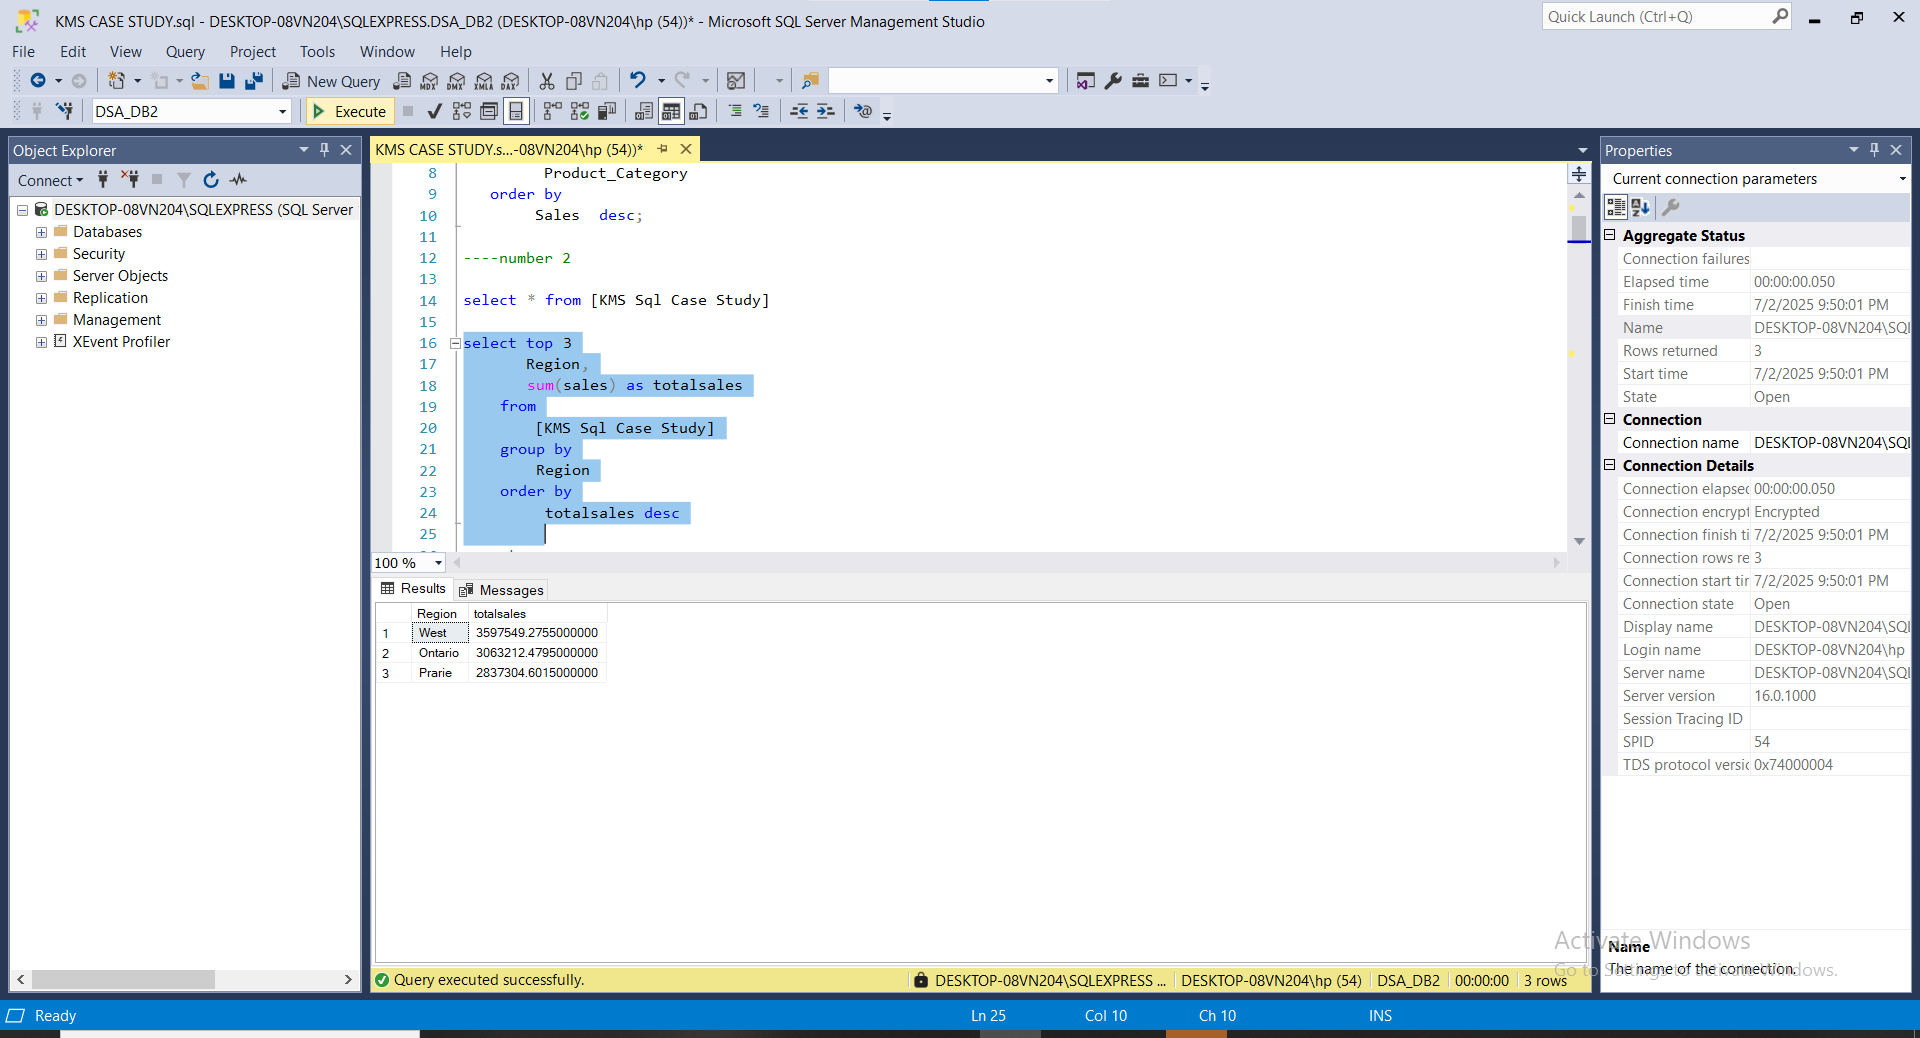 KMS CASE STUDY.sql - DESKTOP-08VN204\SQLEXPRESS.DSA_DB2 (DESKTOP-08VN204\hp (54))* - Microsoft SQL Server Management Studio
Quick Launch (Ctrl+Q)
File Edit View Query Project Tools Window Help
New Query MDX DMX XMLA DAX
DSA_DB2 Execute
Object Explorer
Connect
DESKTOP-08VN204\SQLEXPRESS (SQL Server
Databases
Security
Server Objects
Replication
Management
XEvent Profiler
KMS CASE STUDY.s...-08VN204\hp (54))*
8 Product_Category
9 order by
10 Sales desc;
11
12 ----number 2
13
14 select * from [KMS Sql Case Study]
15
16 select top 3
17 Region,
18 sum(sales) as totalsales
19 from
20 [KMS Sql Case Study]
21 group by
22 Region
23 order by
24 totalsales desc
25
100 %
Results Messages
Region totalsales
1 West 3597549.2755000000
2 Ontario 3063212.4795000000
3 Prarie 2837304.6015000000
Query executed successfully.
DESKTOP-08VN204\SQLEXPRESS ... DESKTOP-08VN204\hp (54) DSA_DB2 00:00:00 3 rows
Properties
Current connection parameters
Aggregate Status
Connection failures
Elapsed time 00:00:00.050
Finish time 7/2/2025 9:50:01 PM
Name DESKTOP-08VN204\SQL
Rows returned 3
Start time 7/2/2025 9:50:01 PM
State Open
Connection
Connection name DESKTOP-08VN204\SQL
Connection Details
Connection elapsec 00:00:00.050
Connection encrypt Encrypted
Connection finish ti 7/2/2025 9:50:01 PM
Connection rows re 3
Connection start tir 7/2/2025 9:50:01 PM
Connection state Open
Display name DESKTOP-08VN204\SQL
Login name DESKTOP-08VN204\hp
Server name DESKTOP-08VN204\SQL
Server version 16.0.1000
Session Tracing ID
SPID 54
TDS protocol versic 0x74000004
Activate Windows
Go to Settings to activate Windows.
Name
The name of the connection.
Ready Ln 25 Col 10 Ch 10 INS